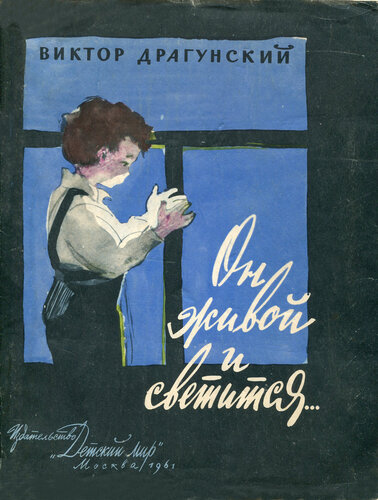 ВИКТОР ДРАГУНСКИЙ
Он
живой
и
светится...
Издательство
„Детский мир"
Москва 1961